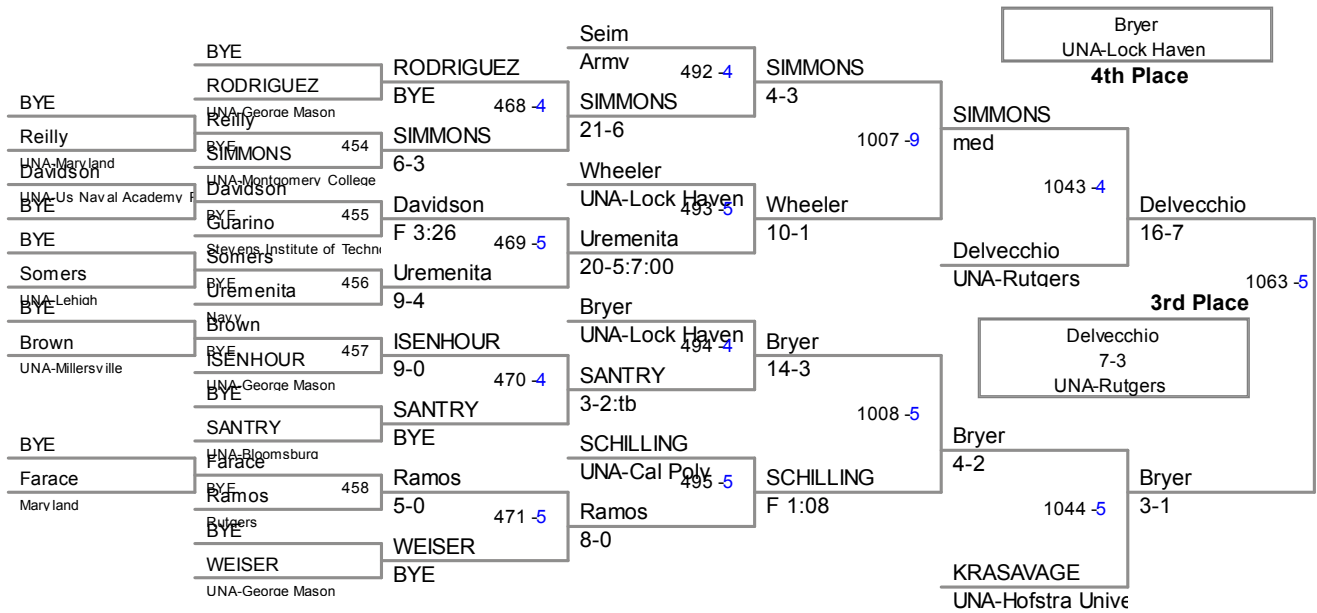 BYE
Reilly
UNA-Maryland
Davidson
UNA-Us Naval Academy
BYE
BYE
Somers
UNA-Lehigh
BYE
Brown
UNA-Millersville
BYE
Farace
Maryland
BYE
RODRIGUEZ
UNA-George Mason
Reilly
BYE 454
SIMMONS
UNA-Montgomery College
Davidson
BYE 455
Guarino
Stevens Institute of Techn
Somers
BYE 456
Uremenita
Navy
Brown
BYE 457
ISENHOUR
UNA-George Mason
BYE
SANTRY
UNA-Bloomsburg
Farace
BYE 458
Ramos
Rutgers
BYE
WEISER
UNA-George Mason
RODRIGUEZ
BYE
468 -4
SIMMONS
6-3
Davidson
F 3:26
469 -5
Uremenita
9-4
ISENHOUR
9-0
470 -4
SANTRY
BYE
Ramos
5-0
471 -5
WEISER
BYE
Seim
Army
492 -4
SIMMONS
21-6
Wheeler
UNA-Lock Haven
493 -5
Uremenita
20-5:7:00
Bryer
UNA-Lock Haven
494 -4
SANTRY
3-2:tb
SCHILLING
UNA-Cal Poly
495 -5
Ramos
8-0
SIMMONS
4-3
1007 -9
Wheeler
10-1
Bryer
14-3
1008 -5
SCHILLING
F 1:08
SIMMONS
med
1043 -4
Delvecchio
UNA-Rutgers
Bryer
4-2
1044 -5
KRASAVAGE
UNA-Hofstra Unive
Delvecchio
16-7
1063 -5
Bryer
3-1
Bryer
UNA-Lock Haven
4th Place
3rd Place
Delvecchio
7-3
UNA-Rutgers